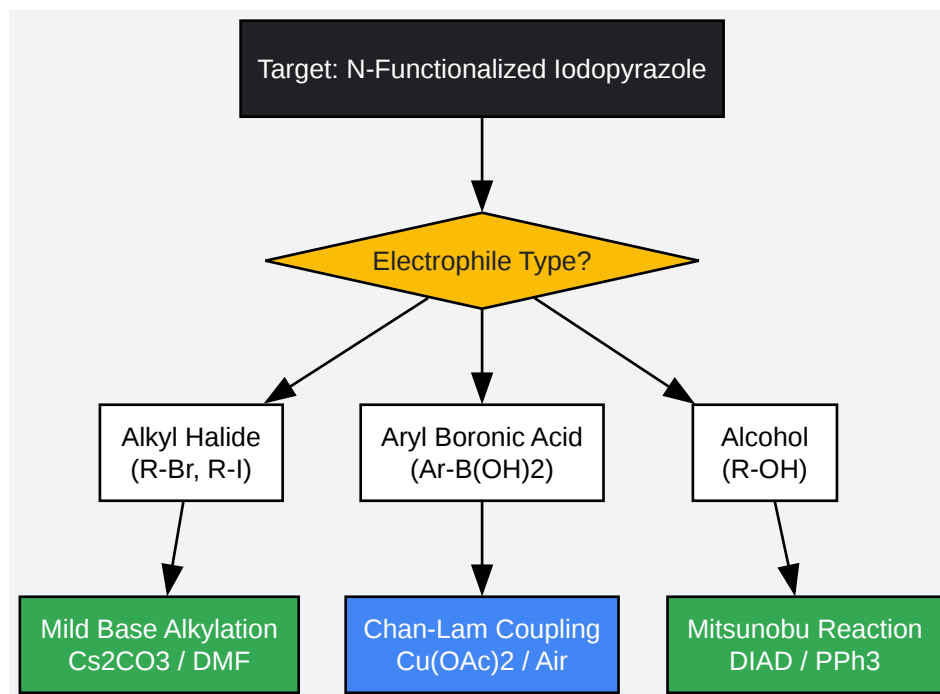 Target: N-Functionalized Iodopyrazole
Electrophile Type?
Alkyl Halide
(R-Br, R-I)
Aryl Boronic Acid
(Ar-B(OH)2)
Alcohol
(R-OH)
Mild Base Alkylation
Cs2CO3 / DMF
Chan-Lam Coupling
Cu(OAc)2 / Air
Mitsunobu Reaction
DIAD / PPh3